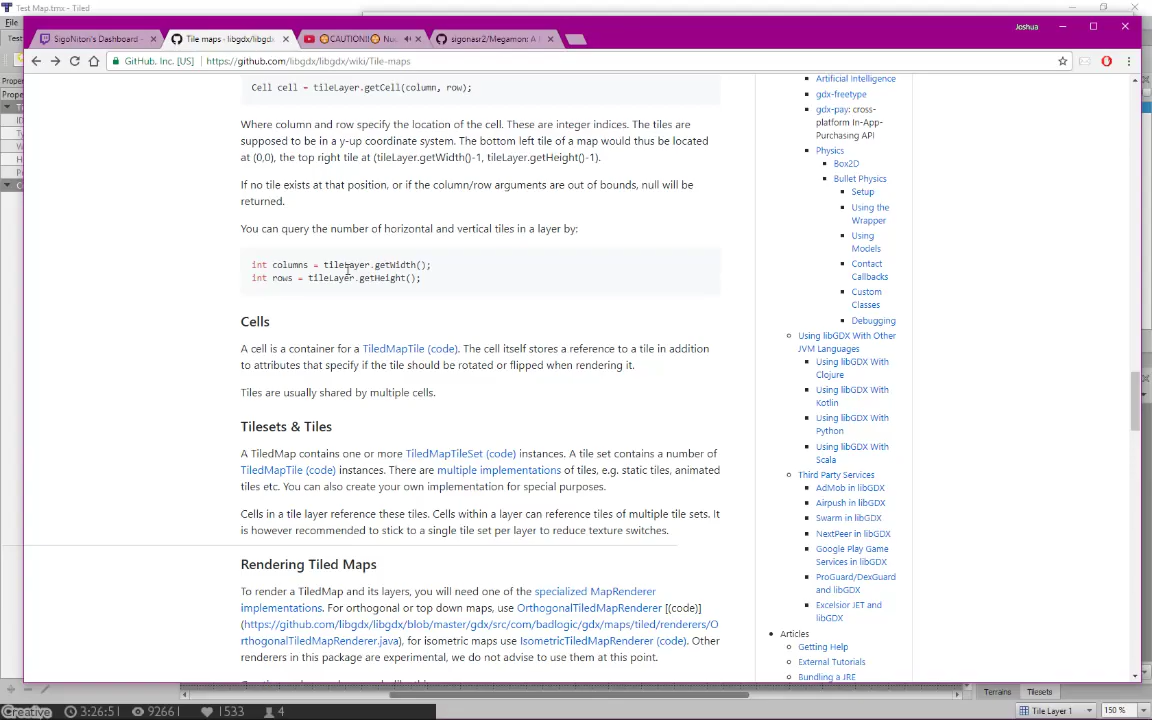 Test Map.tmx - Tiled
File
Joshua
SigoNitori's Dashboard -
Tile maps · libgdx/libgd
CAUTION!! Nu
sigonasr2/Megamon: A
GitHub, Inc. [US]
https://github.com/libgdx/libgdx/wiki/Tile-maps
Cell cell = tileLayer.getCell(column, row);
Where column and row specify the location of the cell. These are integer indices. The tiles are
supposed to be in a y-up coordinate system. The bottom left tile of a map would thus be located
at (0,0), the top right tile at (tileLayer.getWidth()-1, tileLayer.getHeight()-1).
If no tile exists at that position, or if the column/row arguments are out of bounds, null will be
returned.
You can query the number of horizontal and vertical tiles in a layer by:
int columns = tileLayer.getWidth();
int rows = tileLayer.getHeight();
Cells
A cell is a container for a TiledMapTile (code). The cell itself stores a reference to a tile in addition
to attributes that specify if the tile should be rotated or flipped when rendering it.
Tiles are usually shared by multiple cells.
Tilesets & Tiles
A TiledMap contains one or more TiledMapTileSet (code) instances. A tile set contains a number of
TiledMapTile (code) instances. There are multiple implementations of tiles, e.g. static tiles, animated
tiles etc. You can also create your own implementation for special purposes.
Cells in a tile layer reference these tiles. Cells within a layer can reference tiles of multiple tile sets. It
is however recommended to stick to a single tile set per layer to reduce texture switches.
Rendering Tiled Maps
To render a TiledMap and its layers, you will need one of the specialized MapRenderer
implementations. For orthogonal or top down maps, use OrthogonalTiledMapRenderer [(code)]
(https://github.com/libgdx/libgdx/blob/master/gdx/src/com/badlogic/gdx/maps/tiled/renderers/O
rthogonalTiledMapRenderer.java), for isometric maps use IsometricTiledMapRenderer (code). Other
renderers in this package are experimental, we do not advise to use them at this point.
Artificial Intelligence
gdx-freetype
gdx-pay: cross-
platform In-App-
Purchasing API
Physics
Box2D
Bullet Physics
Setup
Using the
Wrapper
Using
Models
Contact
Callbacks
Custom
Classes
Debugging
Using libGDX With Other
JVM Languages
Using libGDX With
Clojure
Using libGDX With
Kotlin
Using libGDX With
Python
Using libGDX With
Scala
Third Party Services
AdMob in libGDX
Airpush in libGDX
Swarm in libGDX
NextPeer in libGDX
Google Play Game
Services in libGDX
ProGuard/DexGuard
and libGDX
Excelsior JET and
libGDX
Articles
Getting Help
External Tutorials
Bundling a JRE
Terrains
Tilesets
Creative
3:26:51
9266
1533
4
Tile Layer 1
150 %